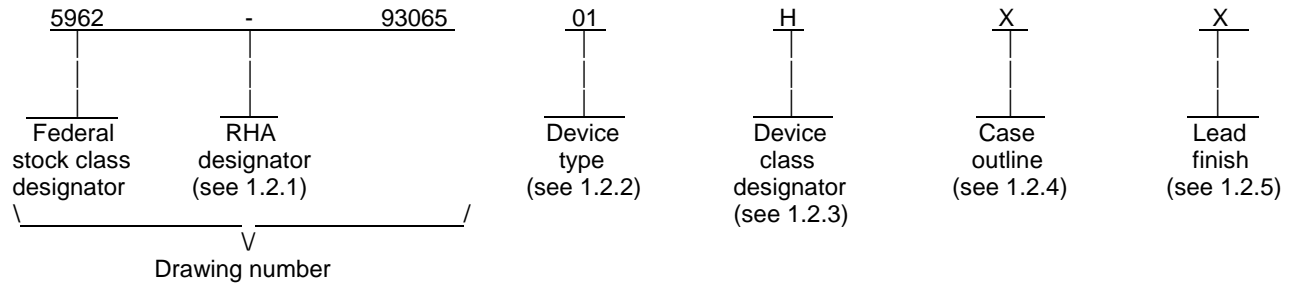 5962 - 93065 01 H X X
Federal RHA Device Device Case Lead
stock class designator type class outline finish
designator (see 1.2.1) (see 1.2.2) designator (see 1.2.4) (see 1.2.5)
(see 1.2.3)
\ /
\/
Drawing number